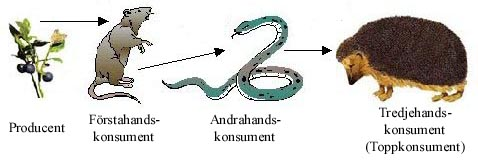 Producent
Förstahands-
konsument
Andrahands-
konsument
Tredjehands-
konsument
(Toppkonsument)